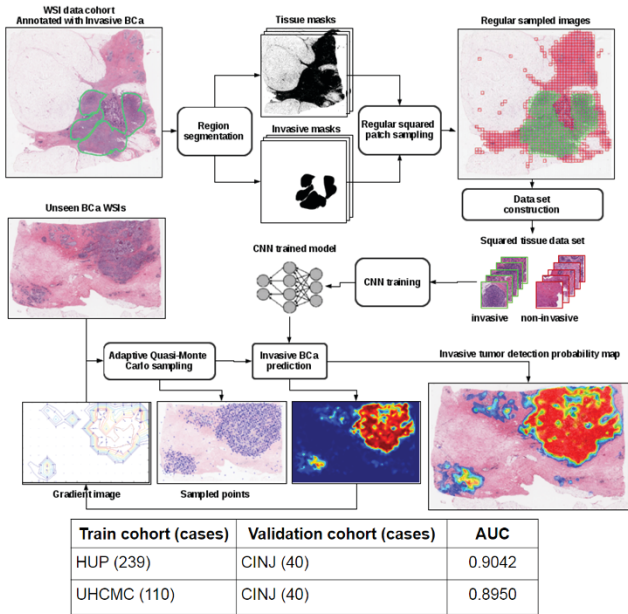 WSI data cohort
Annotated with Invasive BCa
Tissue masks
Regular sampled images
Region
segmentation
Regular squared
patch sampling
Invasive masks
Data set
construction
Unseen BCa WSIs
Squared tissue data set
CNN trained model
CNN training
invasive
non-invasive
Adaptive Quasi-Monte
Carlo sampling
Invasive BCa
prediction
Invasive tumor detection probability map
Gradient image
Sampled points
Train cohort (cases) Validation cohort (cases) AUC
HUP (239) CINJ (40) 0.9042
UHCMC (110) CINJ (40) 0.8950